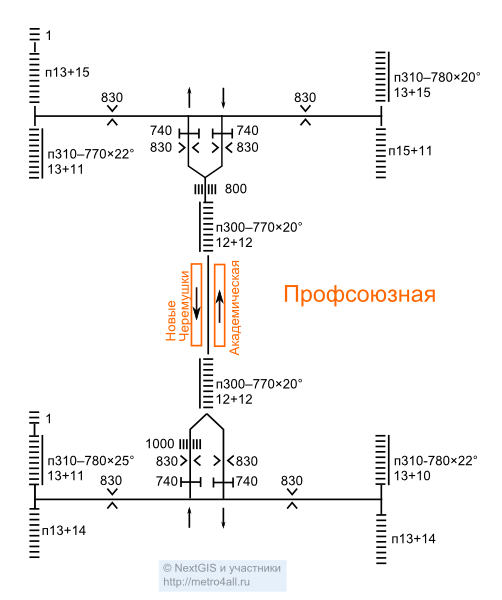 1
п13+15
п310–780×20°
13+15
830
830
740
740
830
830
п310–770×22°
13+11
п15+11
800
п300–770×20°
12+12
Новые
Черемушки
Академическая
Профсоюзная
п300–770×20°
12+12
1
1000
п310–780×25°
13+11
830
830
п310-780×22°
13+10
830
740
740
830
п13+14
п13+14
© NextGIS и участники
http://metro4all.ru